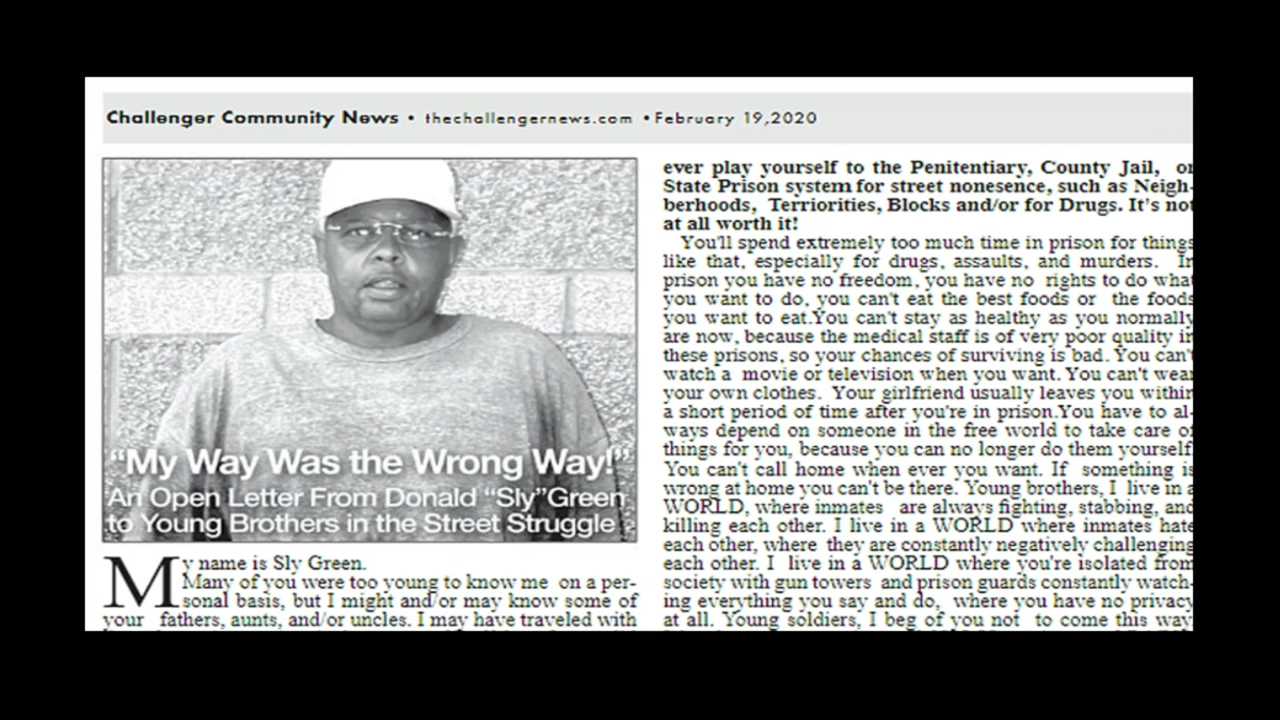 Challenger Community News • thechallengernews.com • February 19,2020
"My Way Was the Wrong Way!"
An Open Letter From Donald "Sly"Green
to Young Brothers in the Street Struggle
My name is Sly Green.
Many of you were too young to know me on a per-
sonal basis, but I might and/or may know some of
your fathers, aunts, and/or uncles. I may have traveled with
ever play yourself to the Penitentiary, County Jail, or
State Prison system for street nonesence, such as Neigh-
berhoods, Terriorities, Blocks and/or for Drugs. It's not
at all worth it!
You'll spend extremely too much time in prison for things
like that, especially for drugs, assaults, and murders. In
prison you have no freedom, you have no rights to do what
you want to do, you can't eat the best foods or the foods
you want to eat.You can't stay as healthy as you normally
are now, because the medical staff is of very poor quality in
these prisons, so your chances of surviving is bad. You can't
watch a movie or television when you want. You can't wear
your own clothes. Your girlfriend usually leaves you within
a short period of time after you're in prison.You have to al-
ways depend on someone in the free world to take care of
things for you, because you can no longer do them yourself.
You can't call home when ever you want. If something is
wrong at home you can't be there. Young brothers, I live in a
WORLD, where inmates are always fighting, stabbing, and
killing each other. I live in a WORLD where inmates hate
each other, where they are constantly negatively challenging
each other. I live in a WORLD where you're isolated from
society with gun towers and prison guards constantly watch-
ing everything you say and do, where you have no privacy
at all. Young soldiers, I beg of you not to come this way.